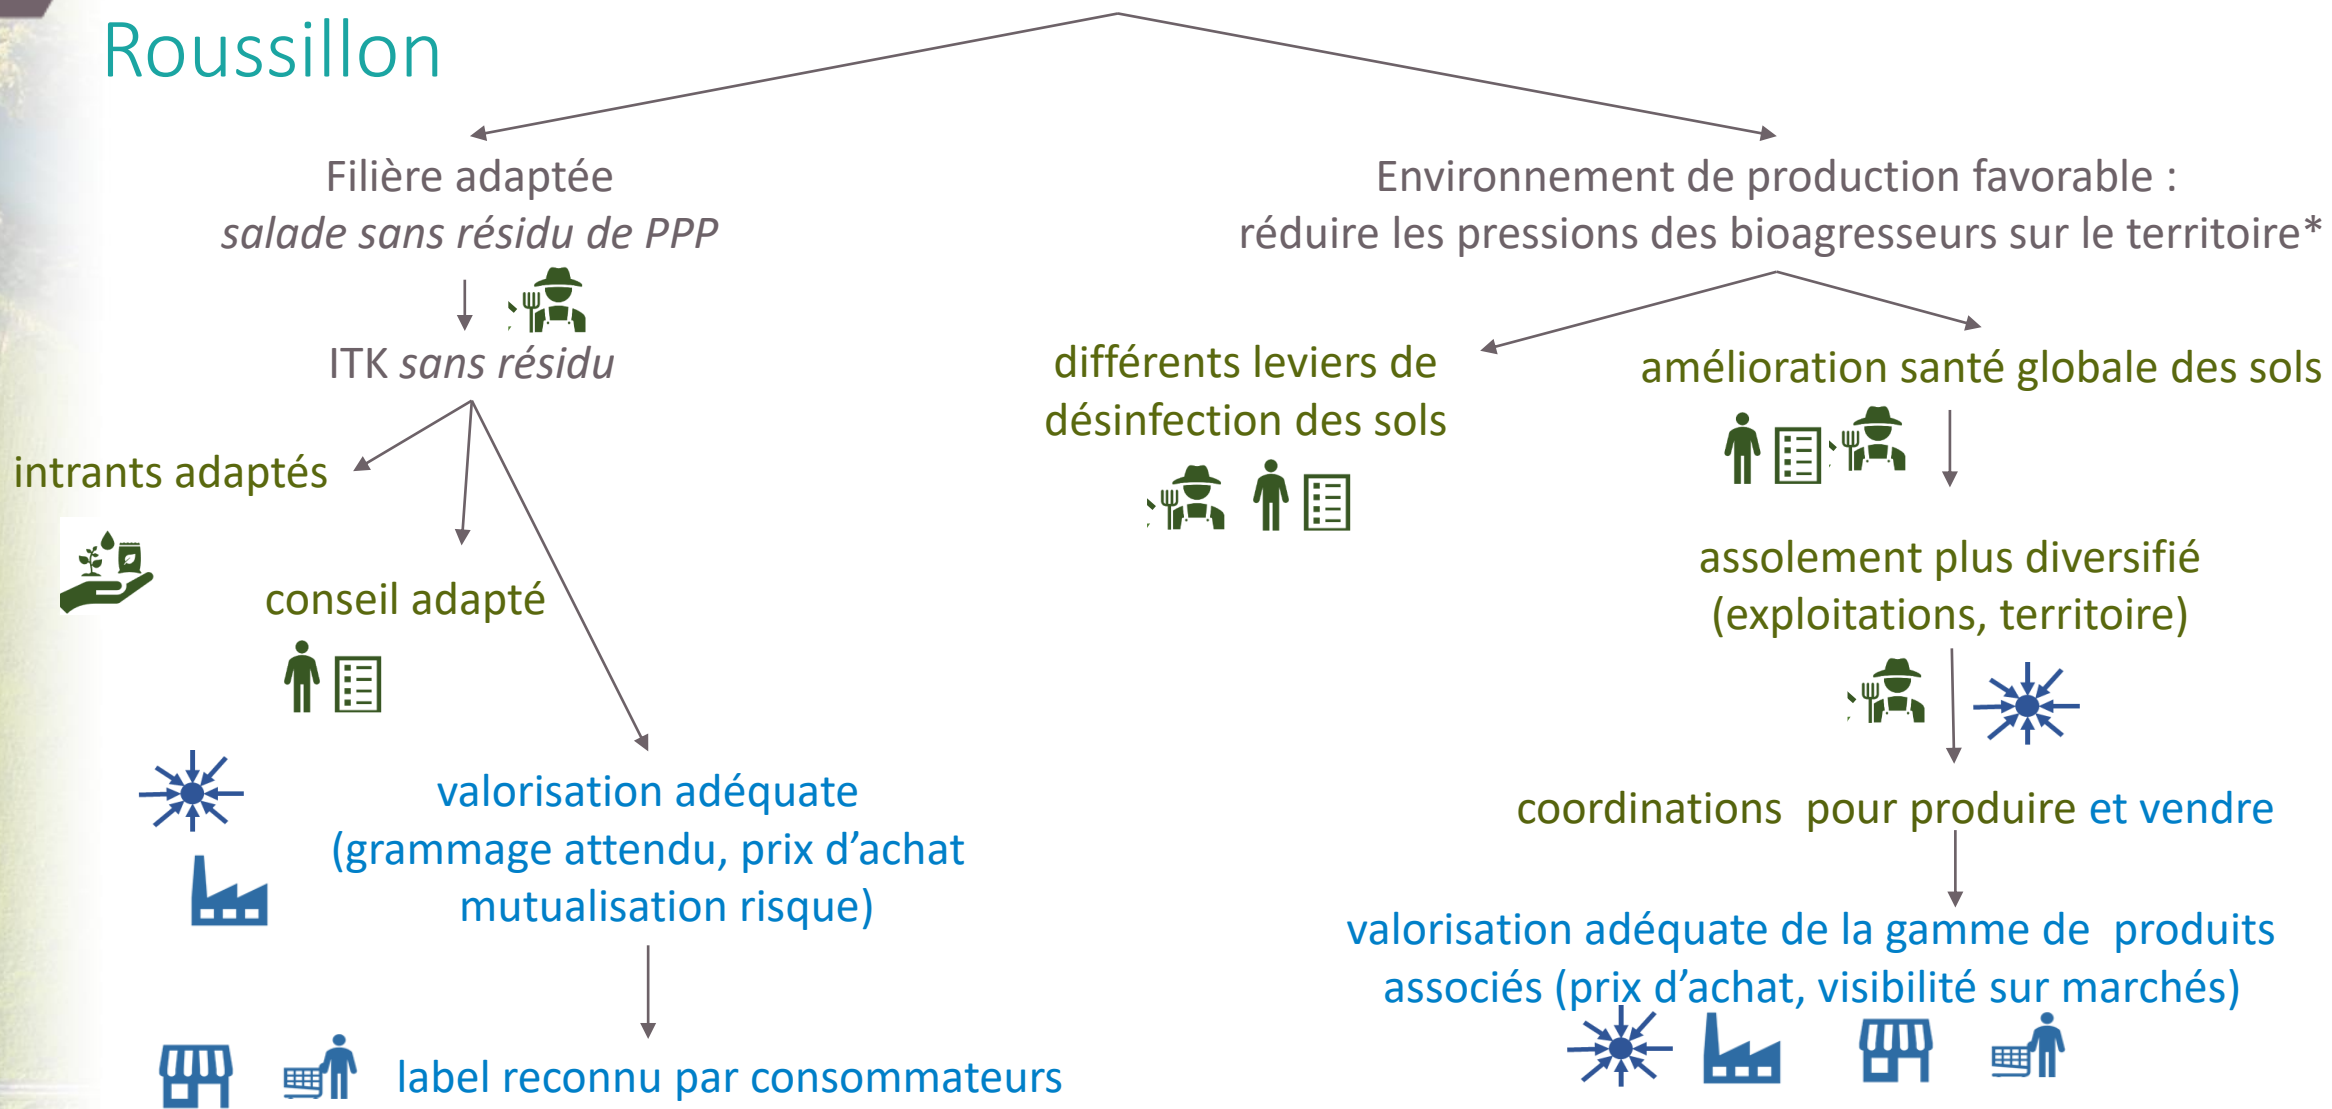 Roussillon
Filière adaptée
salade sans résidu de PPP
ITK sans résidu
intrants adaptés
conseil adapté
valorisation adéquate
(grammage attendu, prix d’achat
mutualisation risque)
label reconnu par consommateurs
Environnement de production favorable :
réduire les pressions des bioagresseurs sur le territoire*
différents leviers de
désinfection des sols
amélioration santé globale des sols
assolement plus diversifié
(exploitations, territoire)
coordinations pour produire et vendre
valorisation adéquate de la gamme de produits
associés (prix d’achat, visibilité sur marchés)